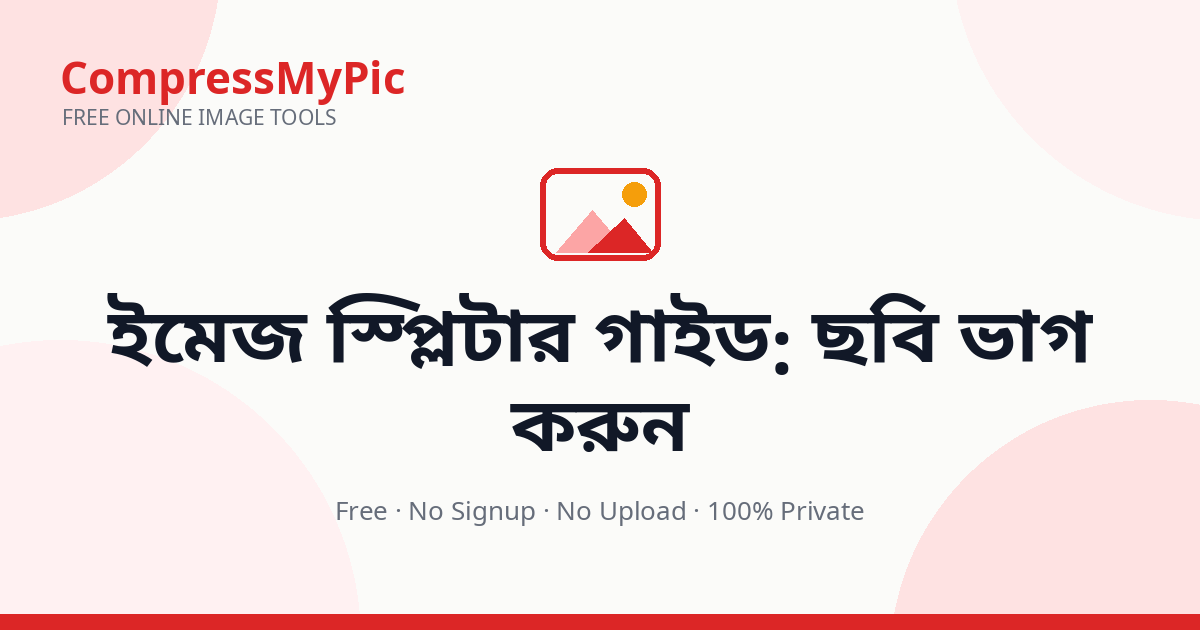 CompressMyPic
FREE ONLINE IMAGE TOOLS
ইমেজ স্প্লিটার গাইড: ছবি ভাগ
করুন
Free · No Signup · No Upload · 100% Private